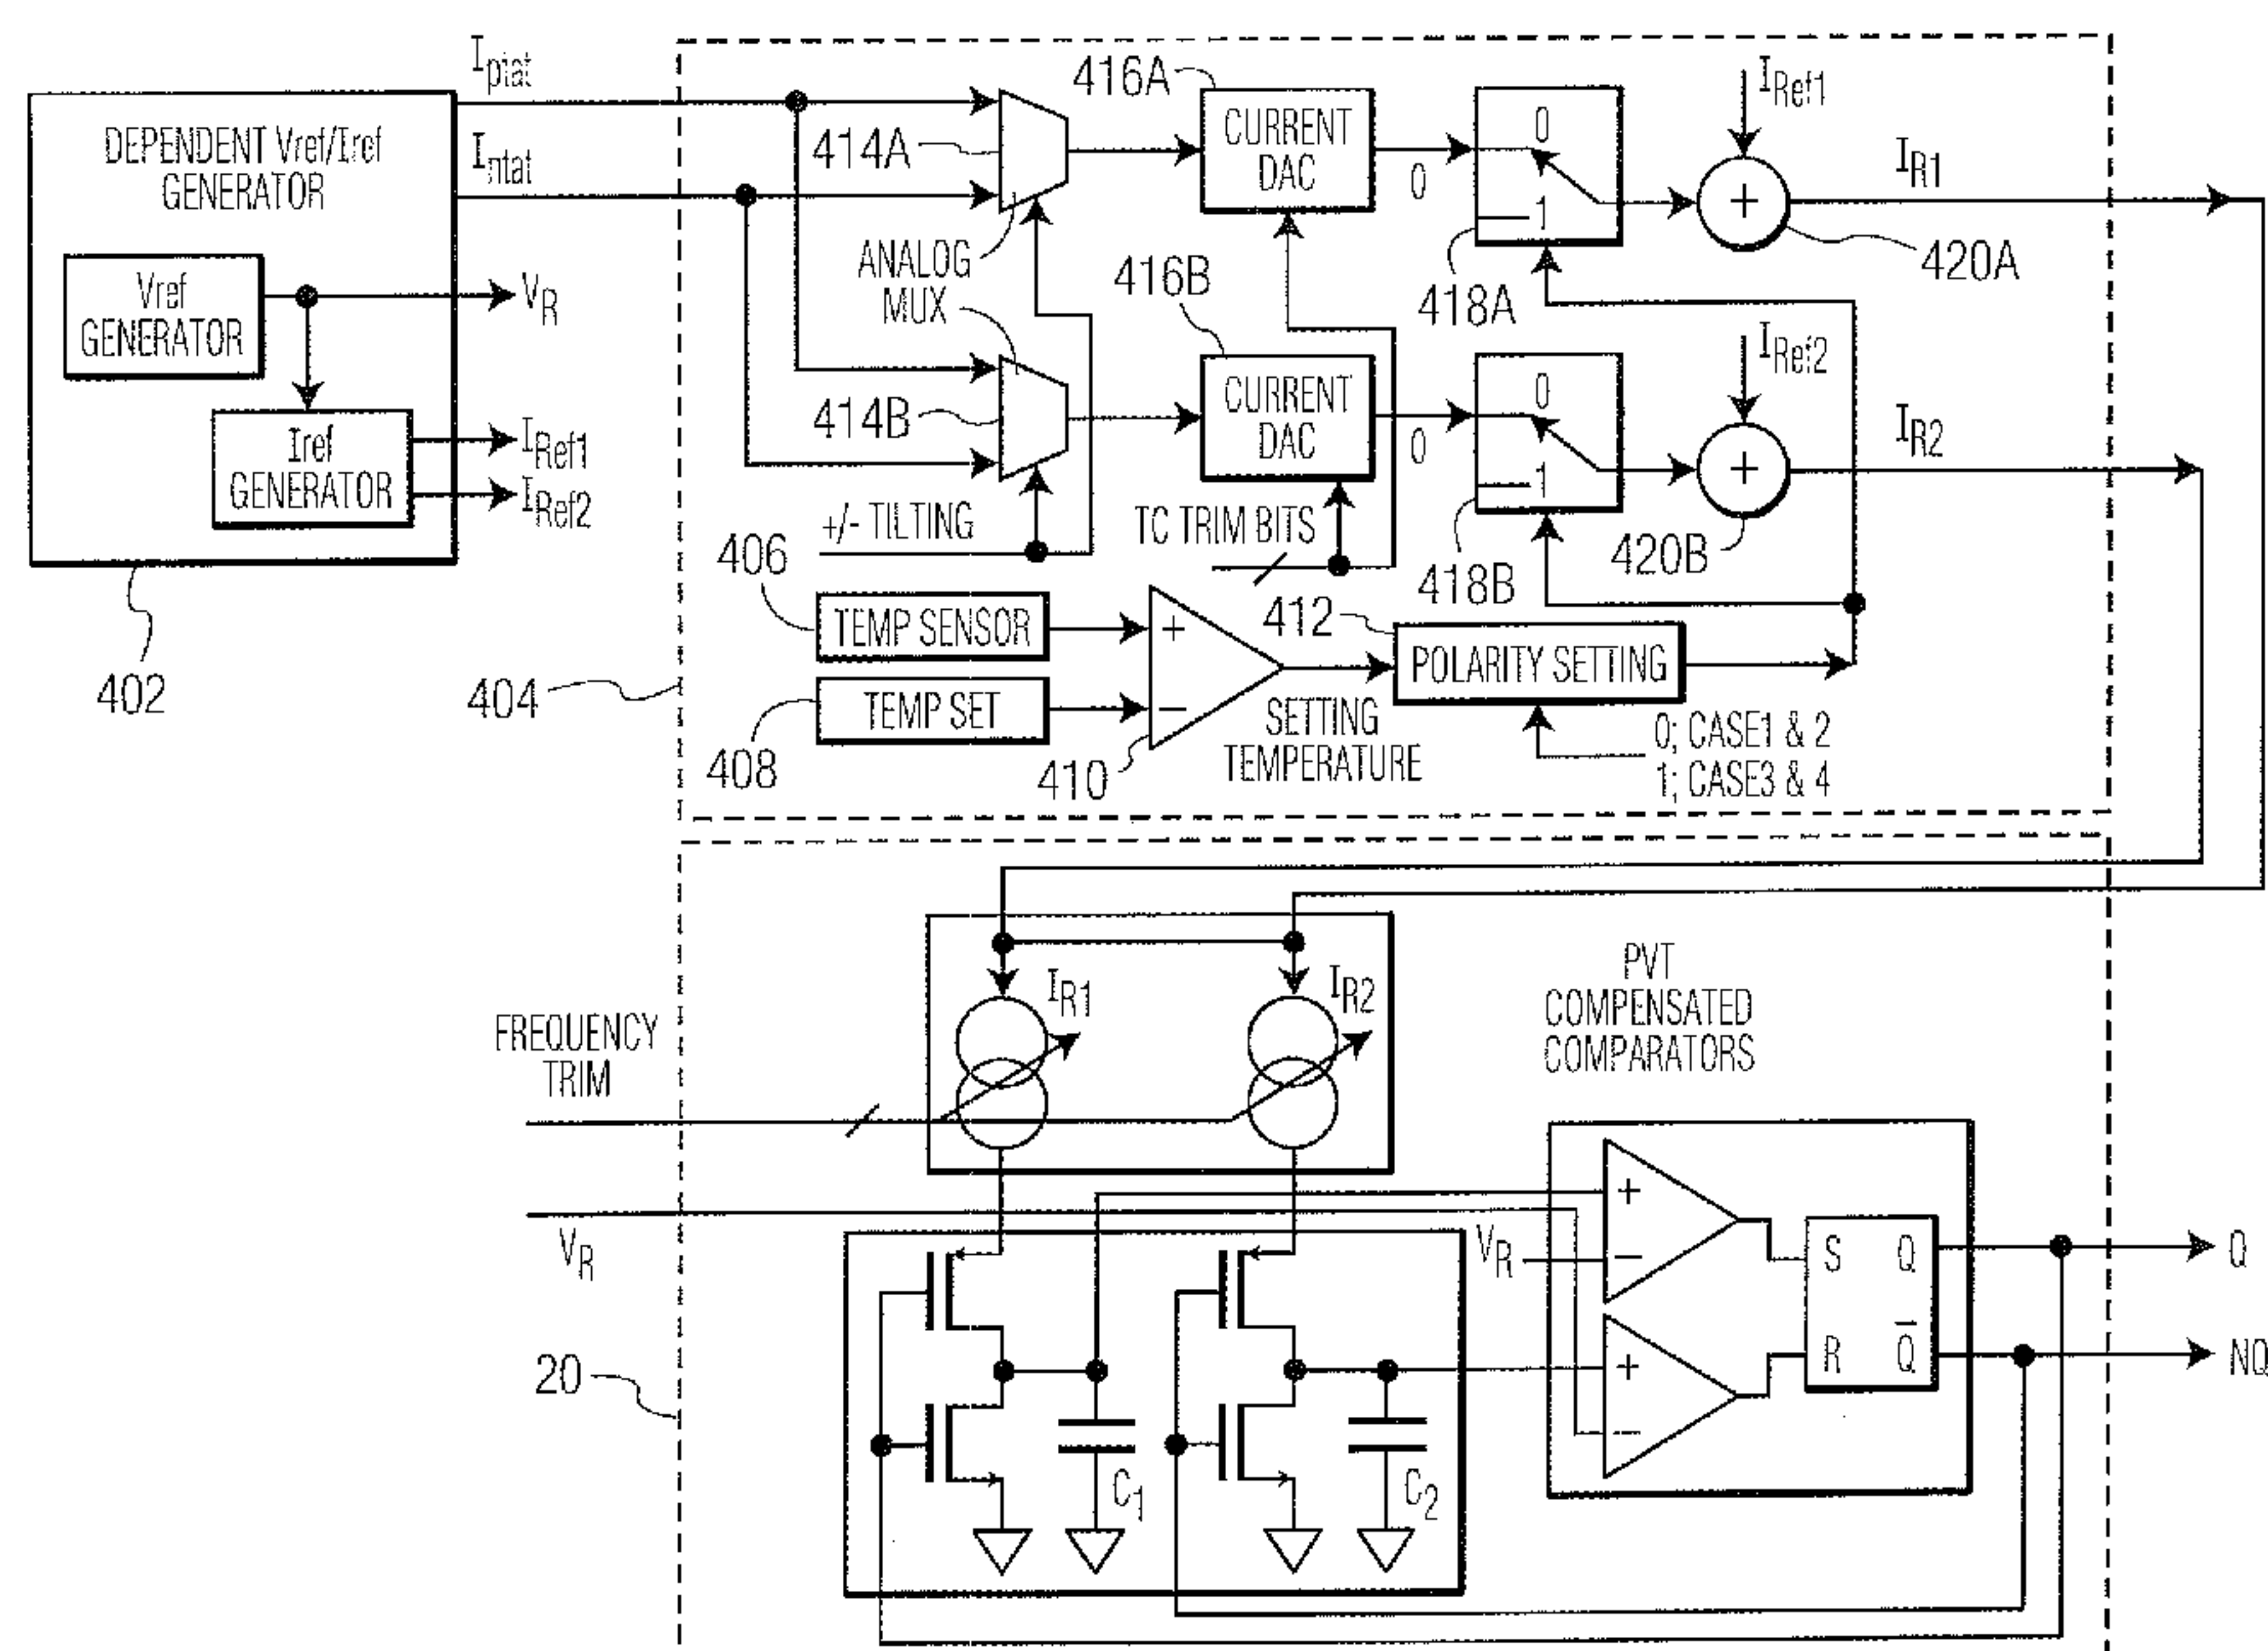 DEPENDENT Vref/Iref
GENERATOR
Vref
GENERATOR
Iref
GENERATOR
402
Iptat
Intat
VR
IRef1
IRef2
404
414A
ANALOG
MUX
414B
+/- TILTING
416A
CURRENT
DAC
0
416B
CURRENT
DAC
0
TC TRIM BITS
0
1
418A
0
1
418B
IRef1
+
420A
IR1
IRef2
+
420B
IR2
406
TEMP SENSOR
TEMP SET
408
+
−
410
SETTING
TEMPERATURE
412
POLARITY SETTING
0; CASE1 & 2
1; CASE3 & 4
FREQUENCY
TRIM
IR1
IR2
PVT
COMPENSATED
COMPARATORS
VR
VR
+
−
+
−
S Q
R Q̅
Q
NQ
20
C1
C2